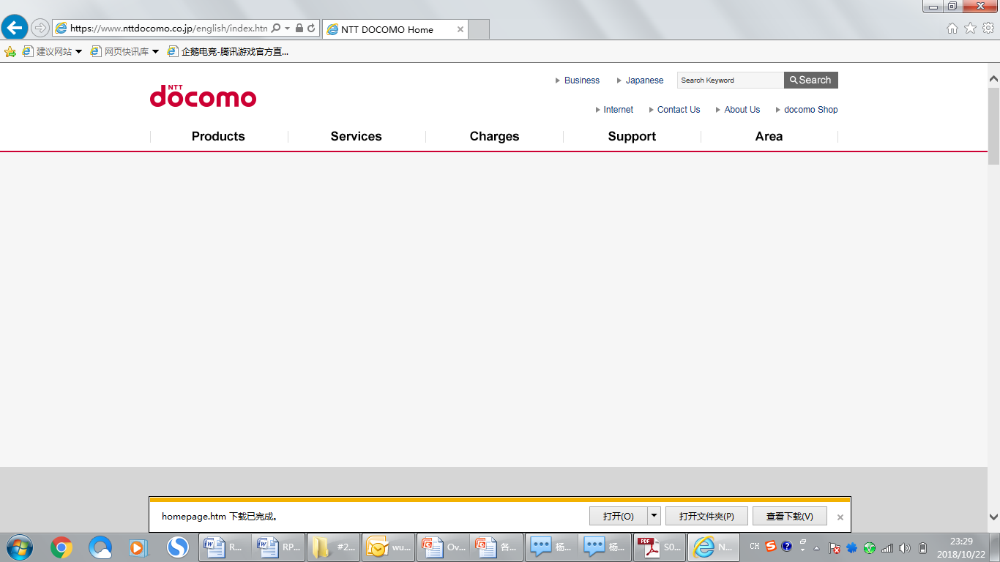 https://www.nttdocomo.co.jp/english/index.htn
NTT DOCOMO Home
建议网站
网页快讯库
企鹅电竞-腾讯游戏官方直...
NTT
docomo
Business
Japanese
Search Keyword
Search
Internet
Contact Us
About Us
docomo Shop
Products
Services
Charges
Support
Area
homepage.htm 下载已完成。
打开(O)
打开文件夹(P)
查看下载(V)
R...
RP...
#2...
wu...
Ov...
各...
杨...
杨...
PDF
S0...
N...
CH
23:29
2018/10/22